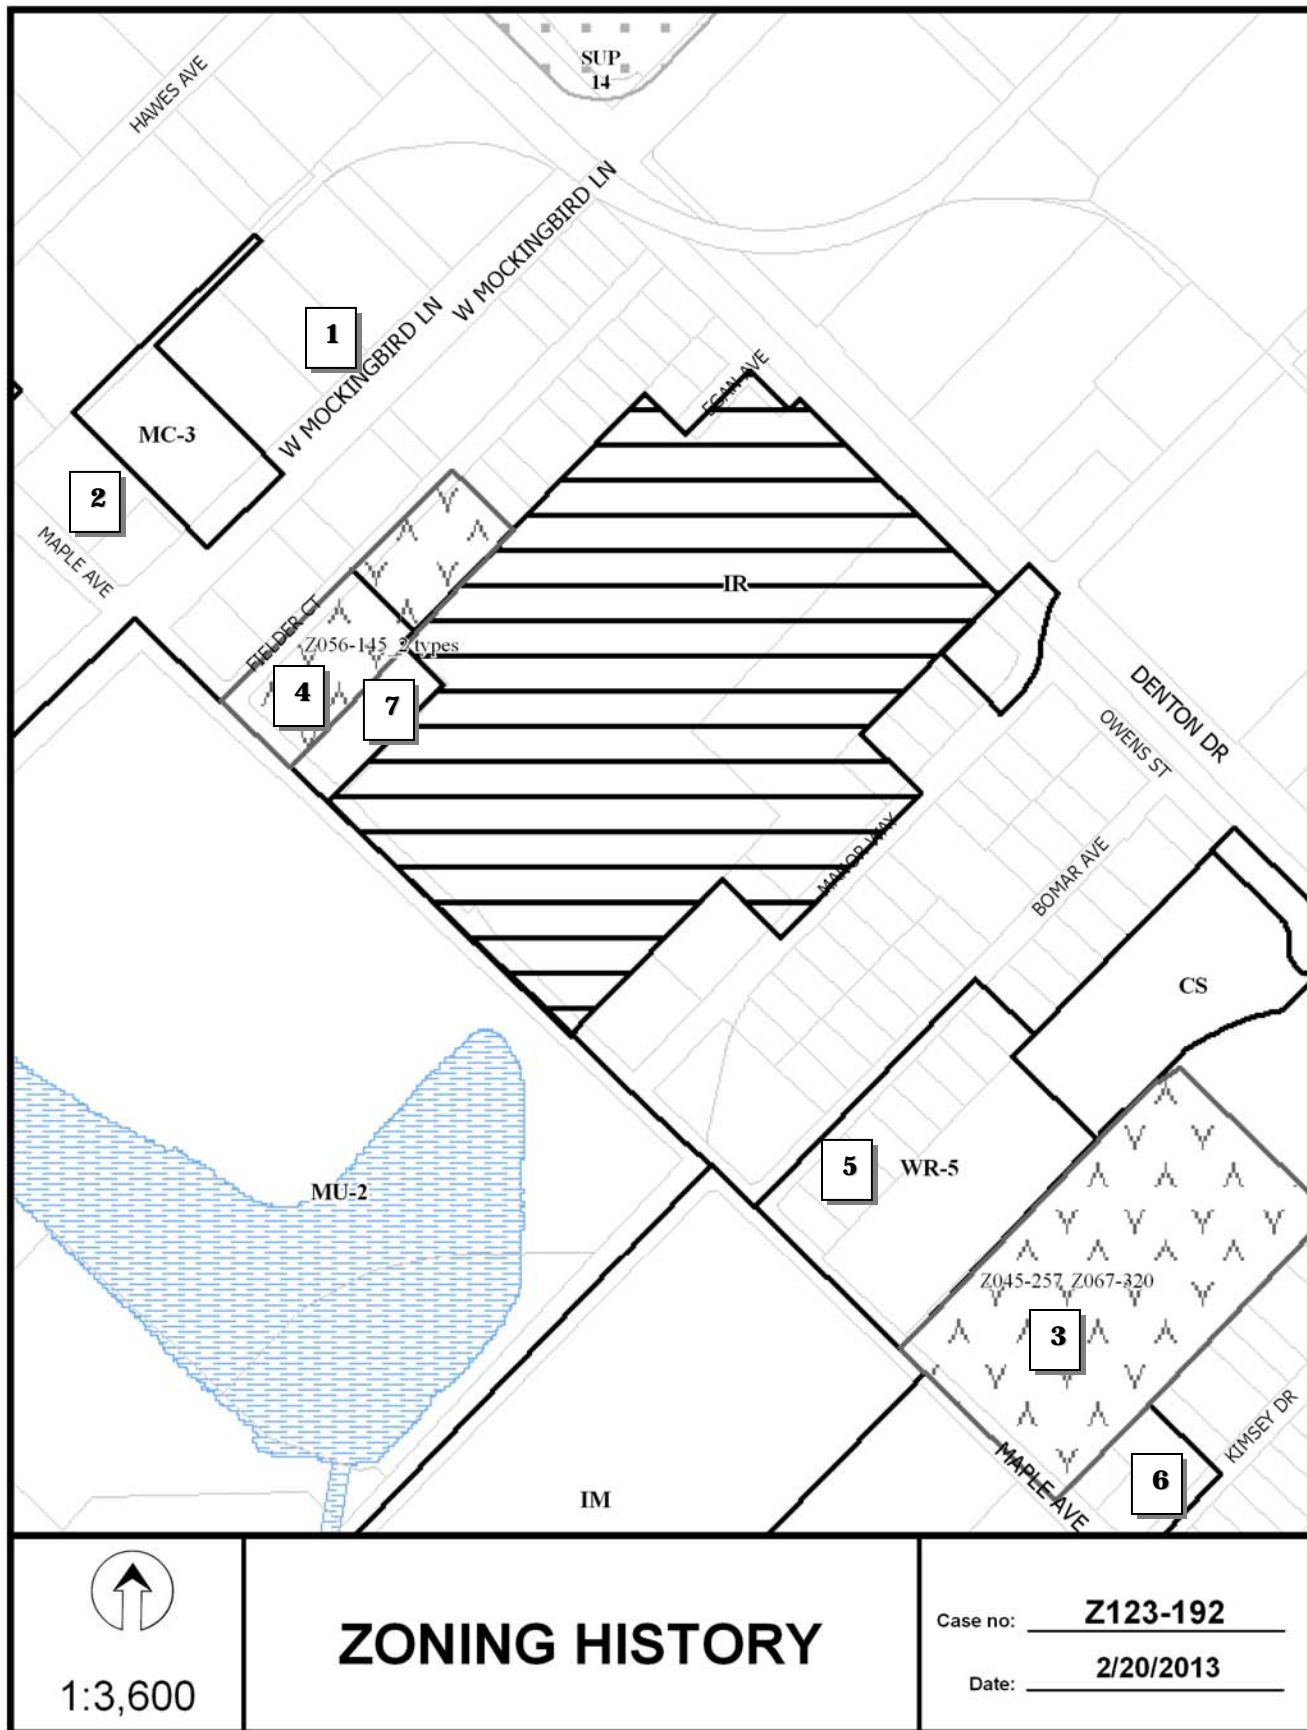 SUP
14
HAWES AVE
W MOCKINGBIRD LN
W MOCKINGBIRD LN
1
EGAN AVE
MC-3
2
MAPLE AVE
IR
FIELDER CT
Z056-145_2 types
4
7
DENTON DR
OWENS ST
MANOR WAY
BOMAR AVE
CS
5
WR-5
MU-2
Z045-257_Z067-320
3
KIMSEY DR
MAPLE AVE
6
IM
1:3,600
ZONING HISTORY
Case no: Z123-192
Date: 2/20/2013